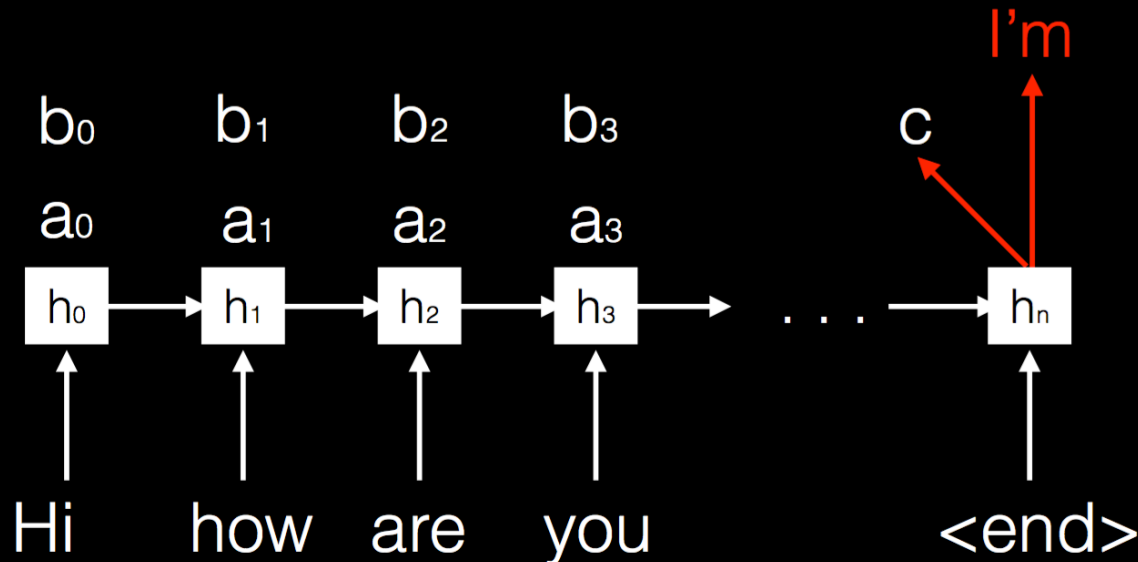 I'm
b₀ b₁ b₂ b₃ c
a₀ a₁ a₂ a₃
h₀ h₁ h₂ h₃ . . . hₙ
Hi how are you <end>